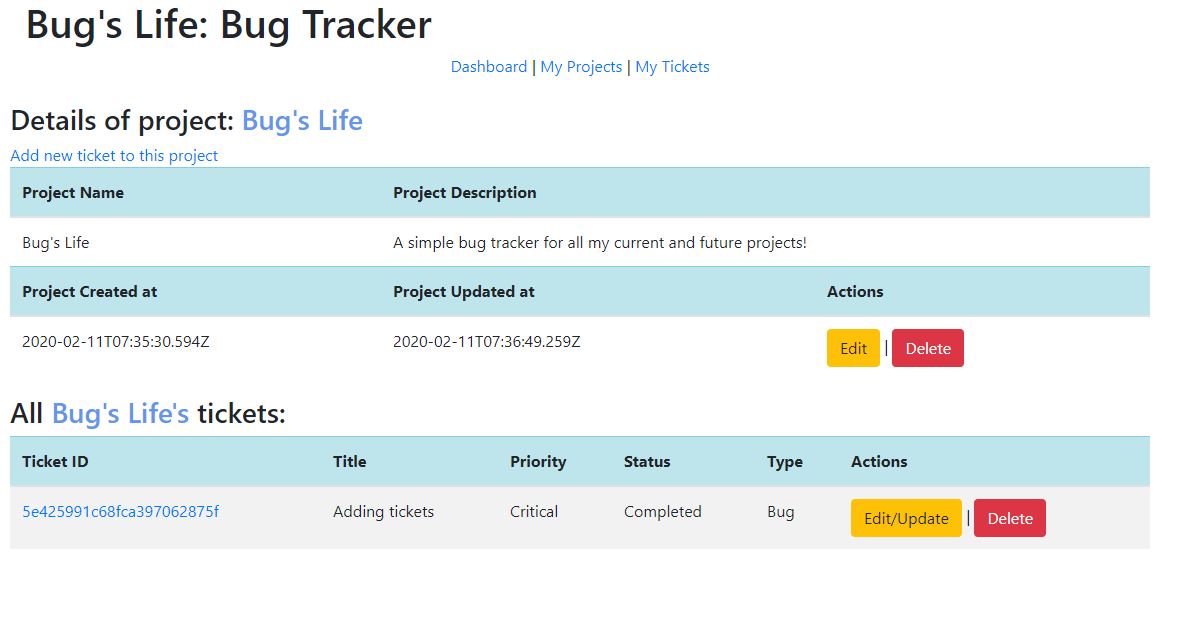 Bug's Life: Bug Tracker
Dashboard | My Projects | My Tickets
Details of project: Bug's Life
Add new ticket to this project
Project Name Project Description
Bug's Life A simple bug tracker for all my current and future projects!
Project Created at Project Updated at Actions
2020-02-11T07:35:30.594Z 2020-02-11T07:36:49.259Z Edit | Delete
All Bug's Life's tickets:
Ticket ID Title Priority Status Type Actions
5e425991c68fca397062875f Adding tickets Critical Completed Bug Edit/Update | Delete